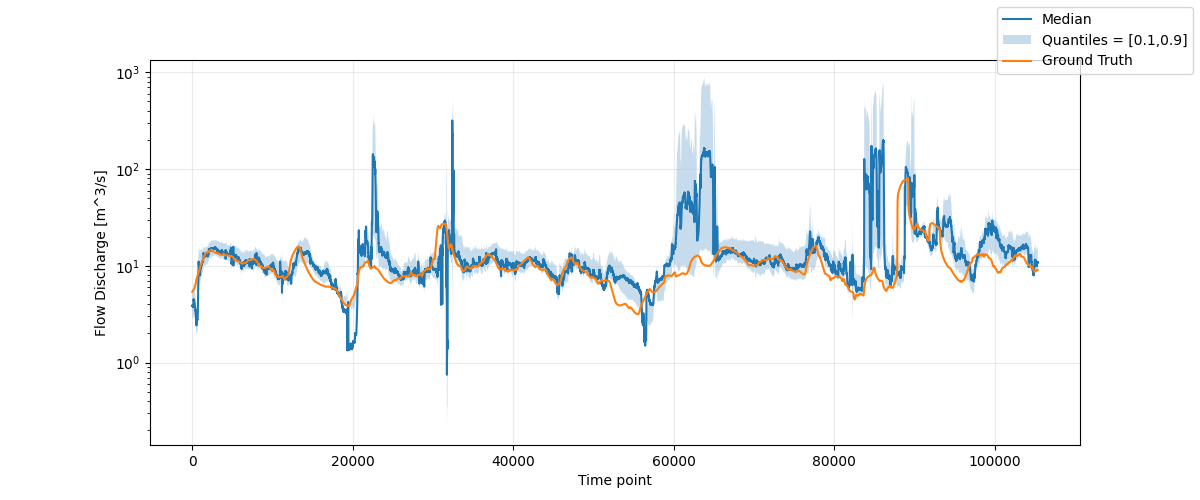 Median
Quantiles = [0.1,0.9]
Ground Truth
10³
10²
10¹
10⁰
Flow Discharge [m^3/s]
0 20000 40000 60000 80000 100000
Time point